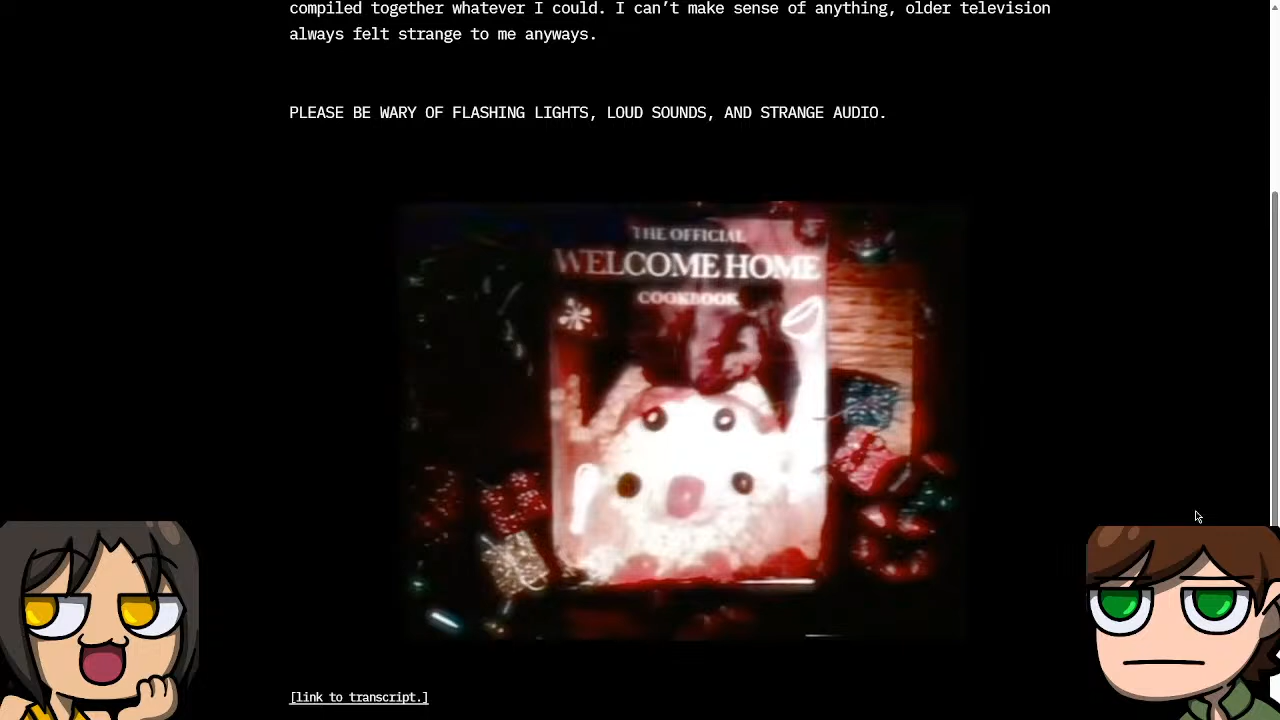 compiled together whatever I could. I can’t make sense of anything, older television
always felt strange to me anyways.
PLEASE BE WARY OF FLASHING LIGHTS, LOUD SOUNDS, AND STRANGE AUDIO.
THE OFFICIAL
WELCOME HOME
COOKBOOK
[link to transcript.]